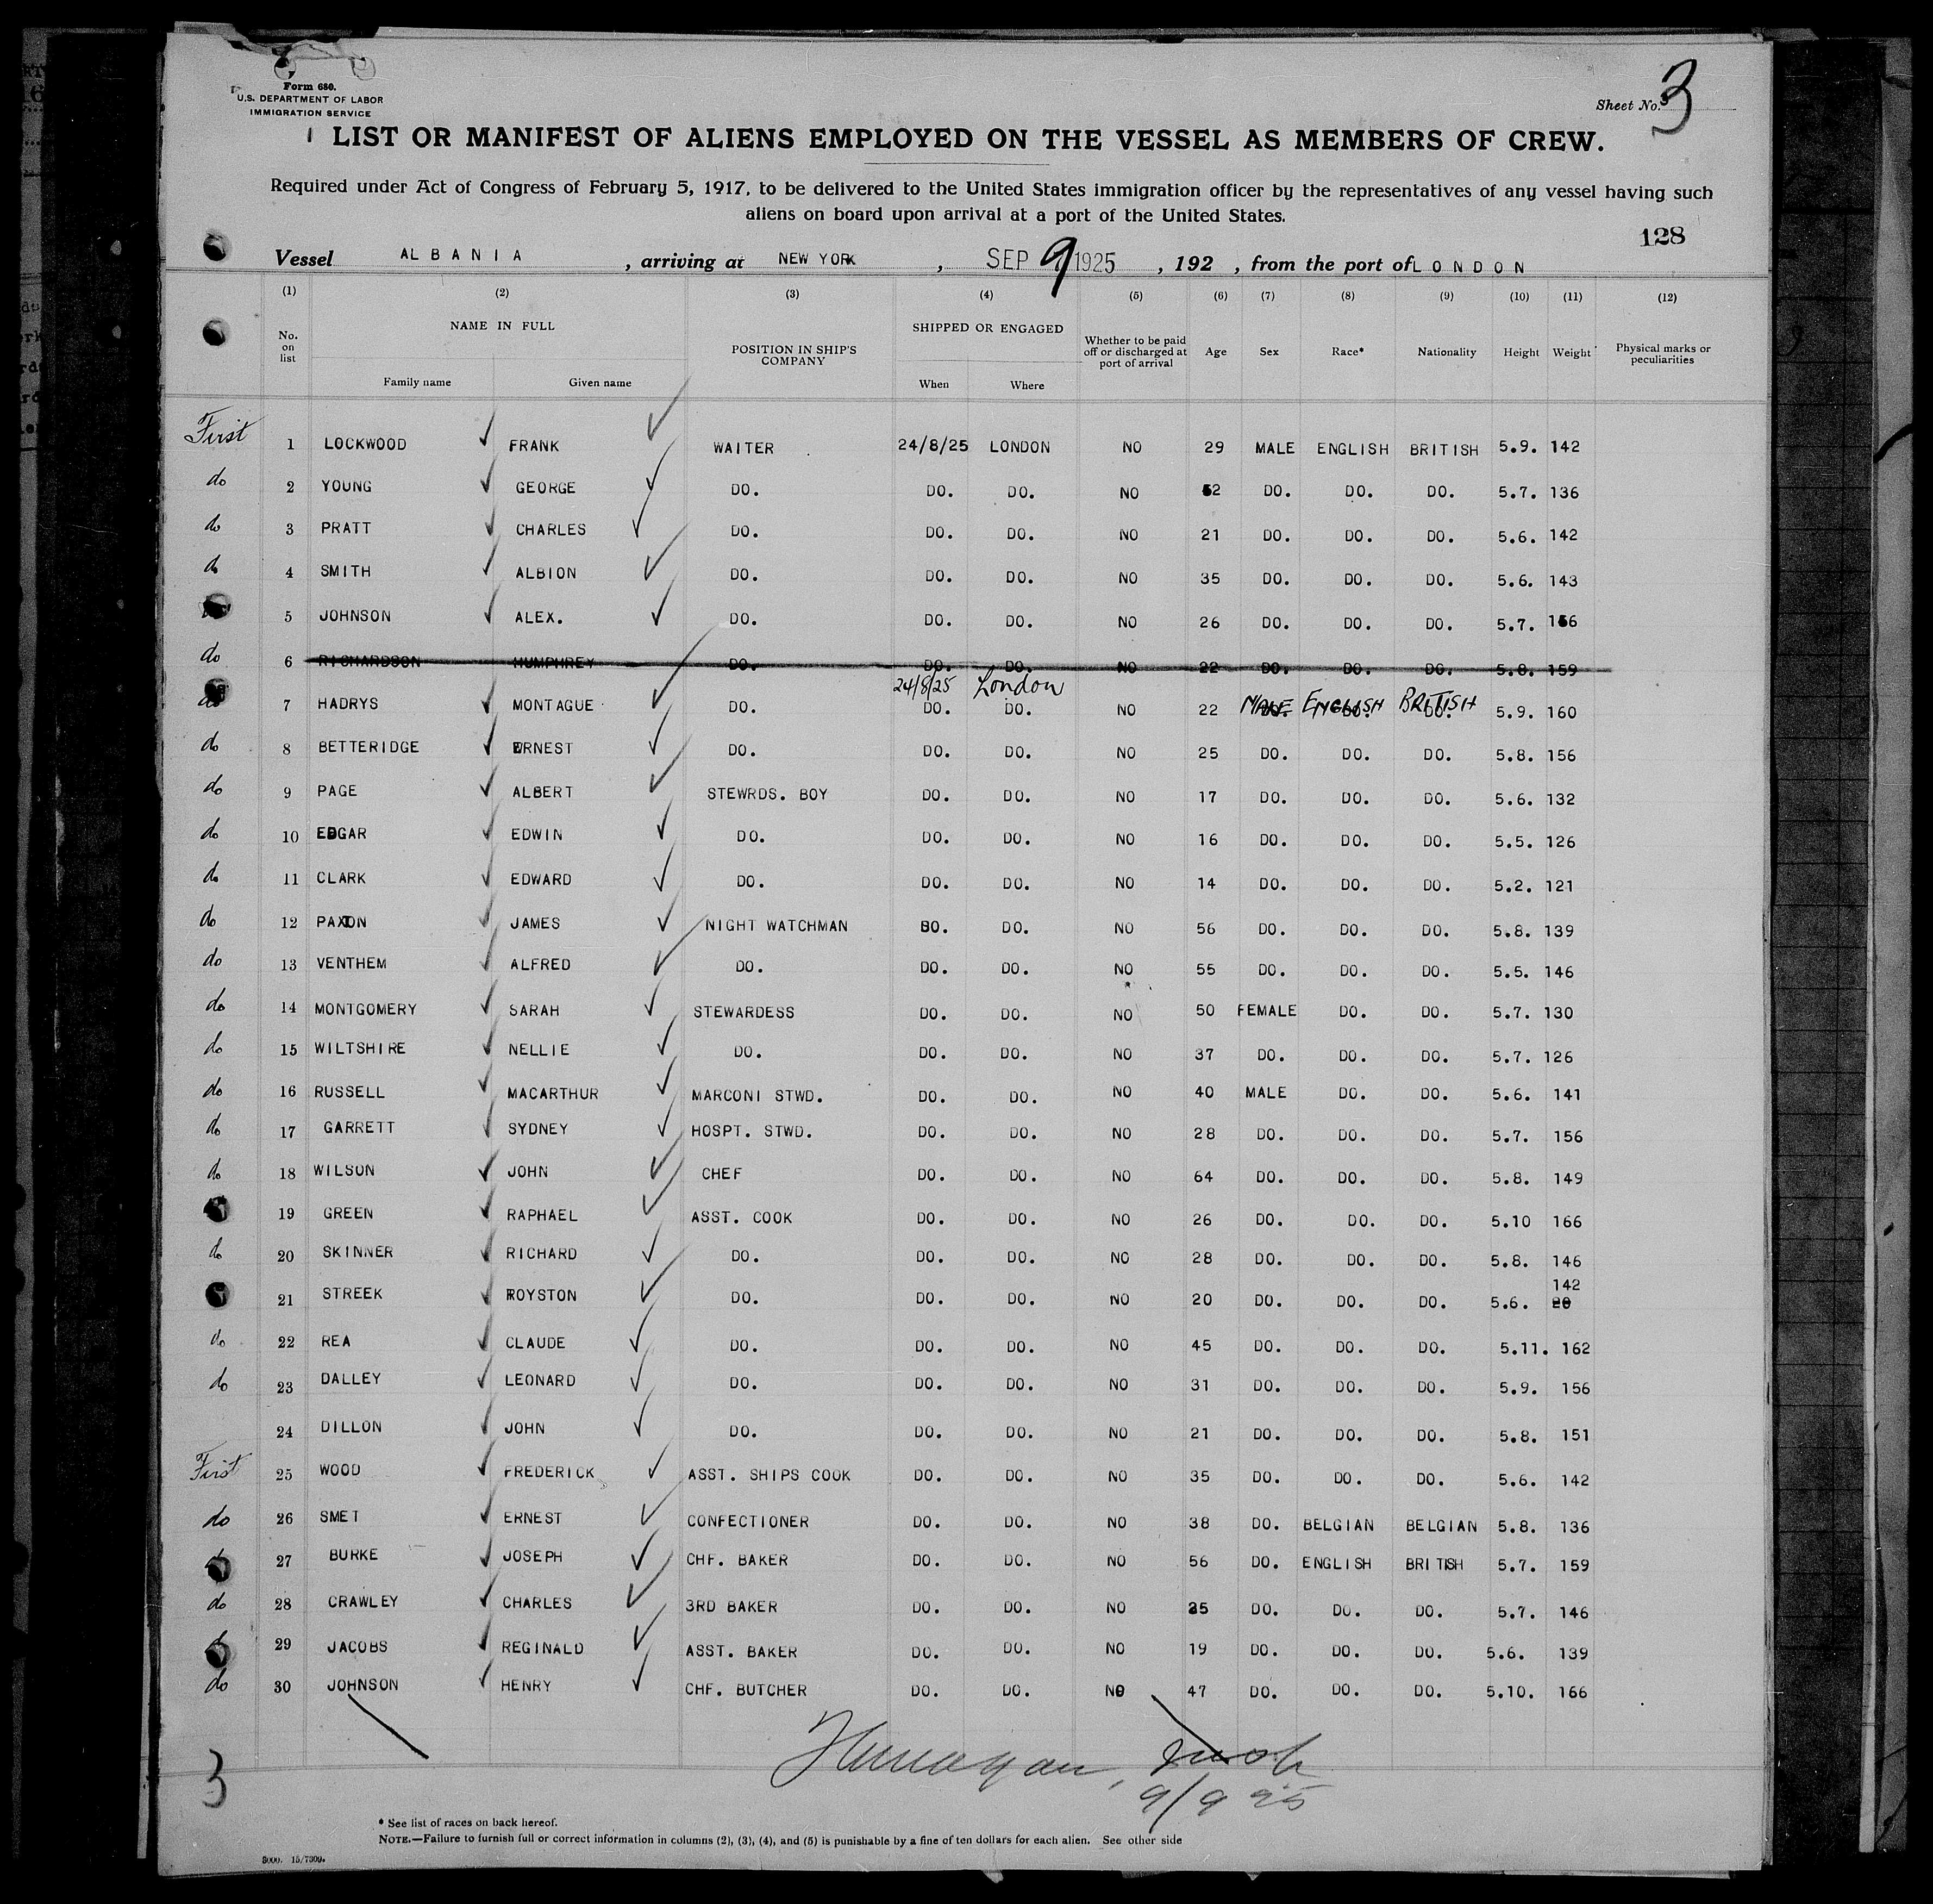 Form 680.
U.S. DEPARTMENT OF LABOR
IMMIGRATION SERVICE
Sheet No. 3
LIST OR MANIFEST OF ALIENS EMPLOYED ON THE VESSEL AS MEMBERS OF CREW.
Required under Act of Congress of February 5, 1917, to be delivered to the United States immigration officer by the representatives of any vessel having such
aliens on board upon arrival at a port of the United States.
128
Vessel ALBANIA, arriving at NEW YORK, SEP 9 1925, 192 , from the port of LONDON
(1) (2) (3) (4) (5) (6) (7) (8) (9) (10) (11) (12)
No. on list NAME IN FULL Family name Given name POSITION IN SHIP'S COMPANY SHIPPED OR ENGAGED When Where Whether to be paid off or discharged at port of arrival Age Sex Race* Nationality Height Weight Physical marks or peculiarities
First 1 LOCKWOOD FRANK WAITER 24/8/25 LONDON NO 29 MALE ENGLISH BRITISH 5.9. 142
do 2 YOUNG GEORGE DO. DO. DO. NO 52 DO. DO. DO. 5.7. 136
do 3 PRATT CHARLES DO. DO. DO. NO 21 DO. DO. DO. 5.6. 142
do 4 SMITH ALBION DO. DO. DO. NO 35 DO. DO. DO. 5.6. 143
5 JOHNSON ALEX. DO. DO. DO. NO 26 DO. DO. DO. 5.7. 156
do 6 RICHARDSON HUMPHREY DO. DO. DO. NO 22 DO. DO. DO. 5.8. 159
24/8/25 London
do 7 HADRYS MONTAGUE DO. DO. DO. NO 22 MALE ENGLISH BRITISH 5.9. 160
do 8 BETTERIDGE ERNEST DO. DO. DO. NO 25 DO. DO. DO. 5.8. 156
do 9 PAGE ALBERT STEWRDS. BOY DO. DO. NO 17 DO. DO. DO. 5.6. 132
do 10 EDGAR EDWIN DO. DO. DO. NO 16 DO. DO. DO. 5.5. 126
do 11 CLARK EDWARD DO. DO. DO. NO 14 DO. DO. DO. 5.2. 121
do 12 PAXTON JAMES NIGHT WATCHMAN DO. DO. NO 56 DO. DO. DO. 5.8. 139
do 13 VENTHEM ALFRED DO. DO. DO. NO 55 DO. DO. DO. 5.5. 146
do 14 MONTGOMERY SARAH STEWARDESS DO. DO. NO 50 FEMALE DO. DO. 5.7. 130
do 15 WILTSHIRE NELLIE DO. DO. DO. NO 37 DO. DO. DO. 5.7. 126
do 16 RUSSELL MACARTHUR MARCONI STWD. DO. DO. NO 40 MALE DO. DO. 5.6. 141
do 17 GARRETT SYDNEY HOSPT. STWD. DO. DO. NO 28 DO. DO. DO. 5.7. 156
do 18 WILSON JOHN CHEF DO. DO. NO 64 DO. DO. DO. 5.8. 149
19 GREEN RAPHAEL ASST. COOK DO. DO. NO 26 DO. DO. DO. 5.10 166
do 20 SKINNER RICHARD DO. DO. DO. NO 28 DO. DO. DO. 5.8. 146
142
21 STREEK ROYSTON DO. DO. DO. NO 20 DO. DO. DO. 5.6. 20
do 22 REA CLAUDE DO. DO. DO. NO 45 DO. DO. DO. 5.11. 162
do 23 DALLEY LEONARD DO. DO. DO. NO 31 DO. DO. DO. 5.9. 156
24 DILLON JOHN DO. DO. DO. NO 21 DO. DO. DO. 5.8. 151
First 25 WOOD FREDERICK ASST. SHIPS COOK DO. DO. NO 35 DO. DO. DO. 5.6. 142
do 26 SMET ERNEST CONFECTIONER DO. DO. NO 38 DO. BELGIAN BELGIAN 5.8. 136
do 27 BURKE JOSEPH CHF. BAKER DO. DO. NO 56 DO. ENGLISH BRITISH 5.7. 159
do 28 CRAWLEY CHARLES 3RD BAKER DO. DO. NO 25 DO. DO. DO. 5.7. 146
do 29 JACOBS REGINALD ASST. BAKER DO. DO. NO 19 DO. DO. DO. 5.6. 139
do 30 JOHNSON HENRY CHF. BUTCHER DO. DO. NO 47 DO. DO. DO. 5.10. 166
3
9/9 25
* See list of races on back hereof.
NOTE.—Failure to furnish full or correct information in columns (2), (3), (4), and (5) is punishable by a fine of ten dollars for each alien. See other side
5000. 15/7309.